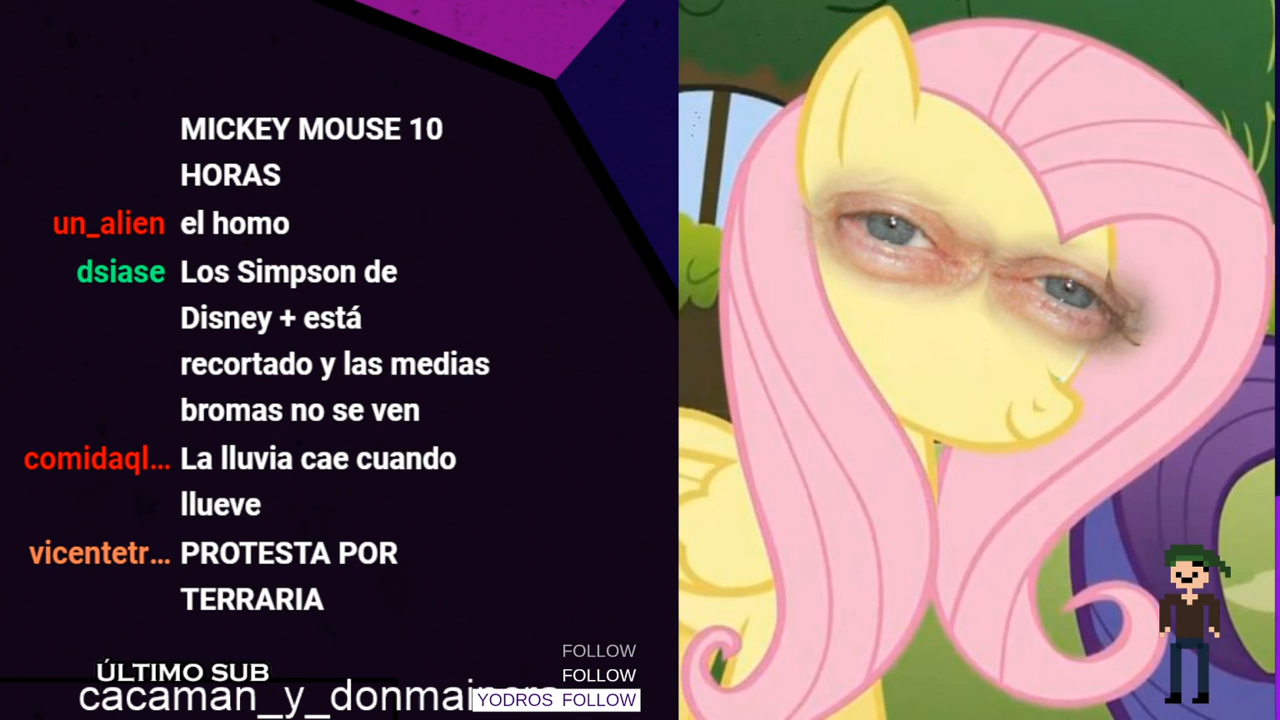 MICKEY MOUSE 10
HORAS
un_alien el homo
dsiase Los Simpson de
Disney + está
recortado y las medias
bromas no se ven
comidaql... La lluvia cae cuando
llueve
vicentetr... PROTESTA POR
TERRARIA
FOLLOW
ÚLTIMO SUB
FOLLOW
cacaman_y_donmai
YODROS FOLLOW